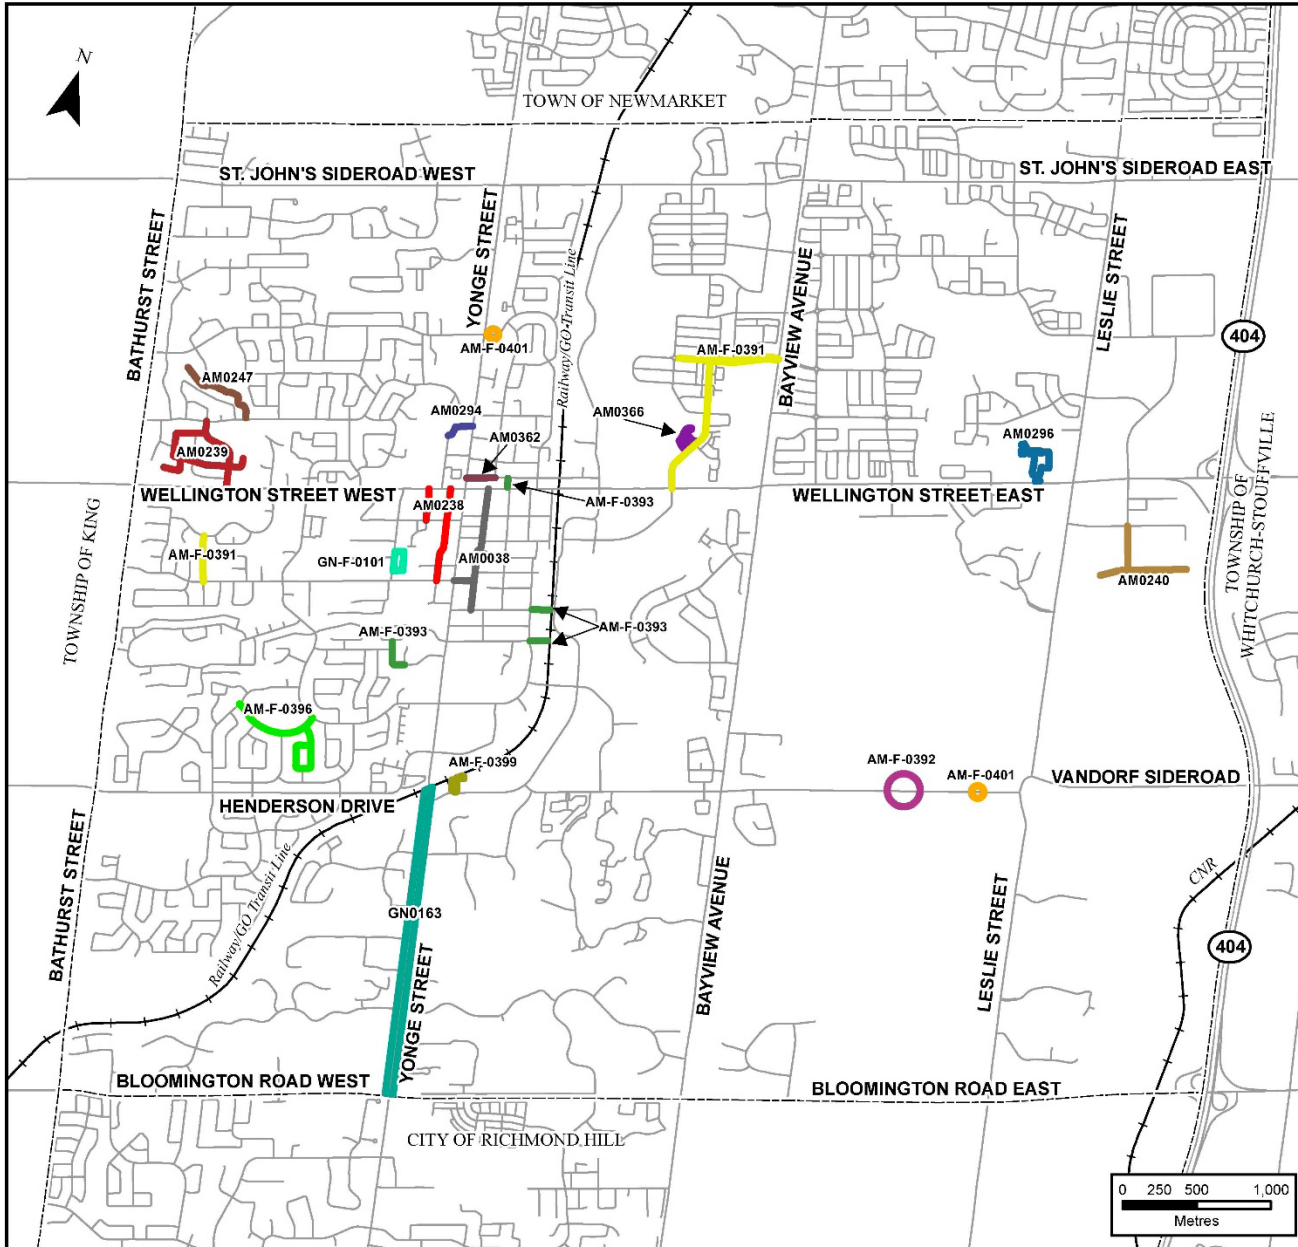 N
TOWN OF NEWMARKET
ST. JOHN'S SIDEROAD WEST
ST. JOHN'S SIDEROAD EAST
BATHURST STREET
YONGE STREET
Railway/GO-Transit Line
BAYVIEW AVENUE
LESLIE STREET
404
AM-F-0401
AM-F-0391
AM0247
AM0294
AM0366
AM0362
AM0296
AM0239
WELLINGTON STREET WEST
AM0238
AM-F-0393
WELLINGTON STREET EAST
TOWNSHIP OF KING
AM-F-0391
GN-F-0101
AM0038
AM0240
TOWNSHIP OF
WHITCHURCH-STOUFFVILLE
AM-F-0393
AM-F-0393
AM-F-0396
AM-F-0399
AM-F-0392
AM-F-0401
VANDORF SIDEROAD
HENDERSON DRIVE
BATHURST STREET
Railway/GO Transit Line
GN0163
YONGE STREET
BAYVIEW AVENUE
LESLIE STREET
CNR
404
BLOOMINGTON ROAD WEST
BLOOMINGTON ROAD EAST
CITY OF RICHMOND HILL
0 250 500 1,000
Metres